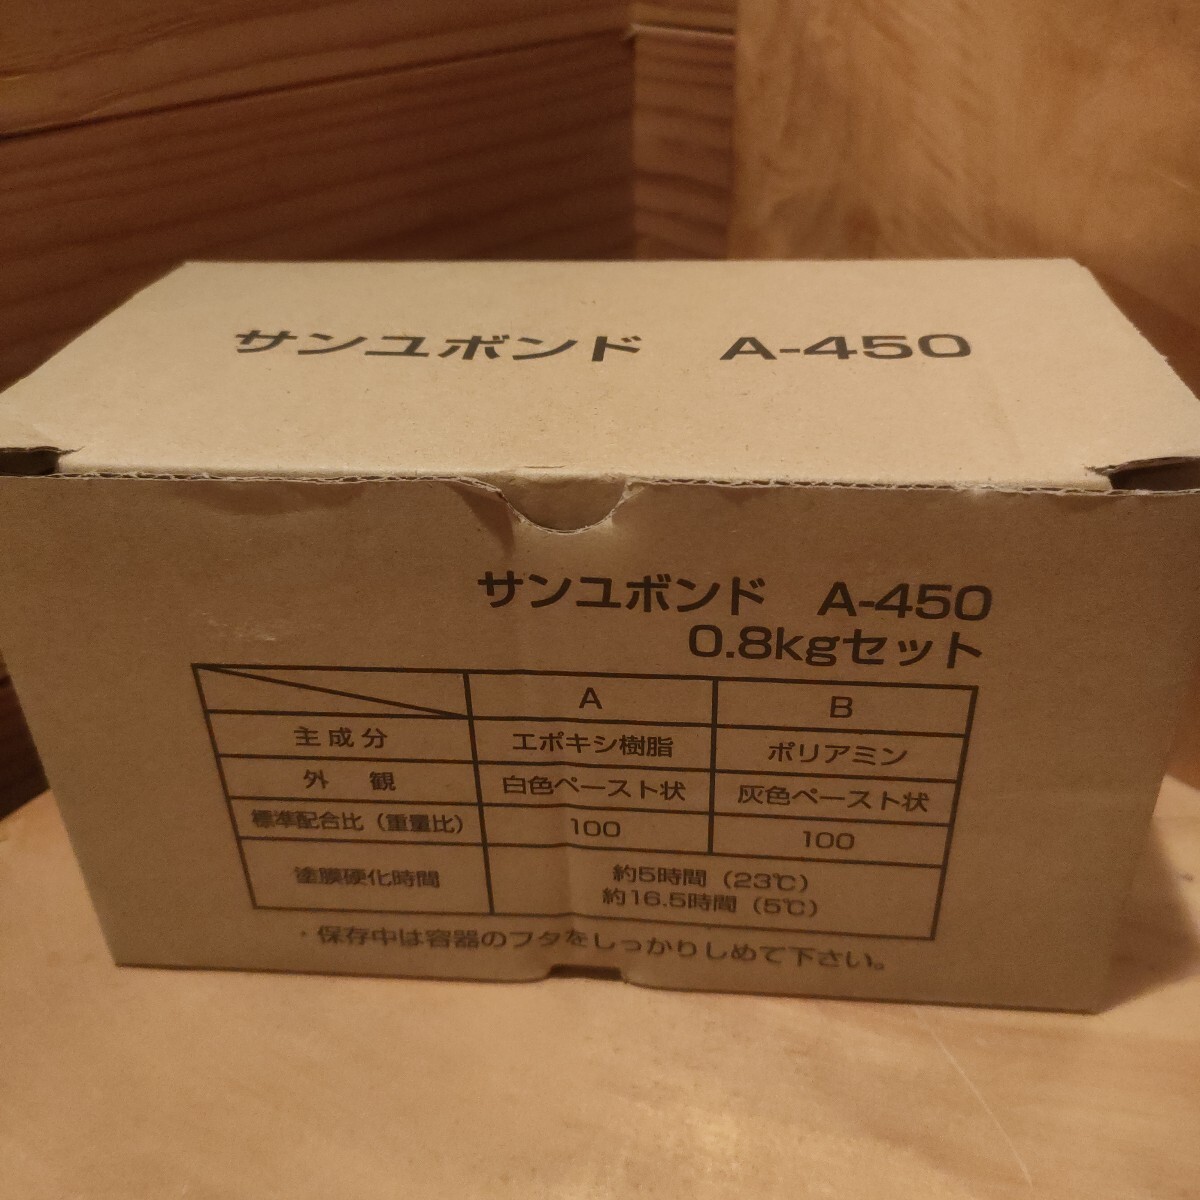 サンユボンド A-450
サンユボンド A-450
0.8kgセット
A B
主成分 エポキシ樹脂 ポリアミン
外観 白色ペースト状 灰色ペースト状
標準配合比（重量比） 100 100
塗膜硬化時間 約5時間（23℃）
約16.5時間（5℃）
・保存中は容器のフタをしっかりしめて下さい。